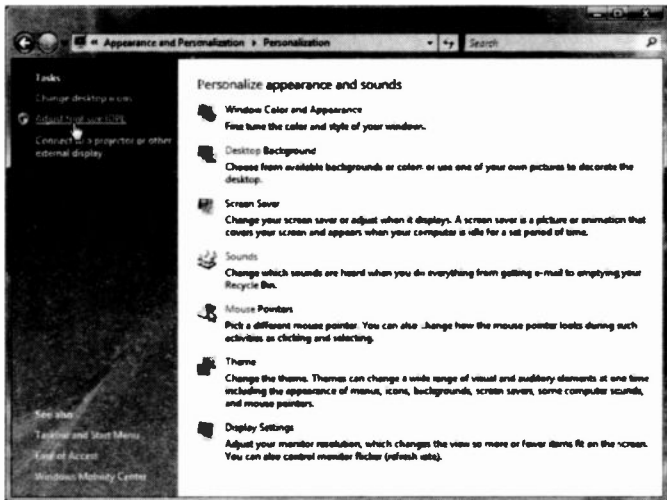 « Appearance and Personalization ▸ Personalization
Search
Tasks
Change desktop icons
Adjust font size (DPI)
Connect to a projector or other
external display
See also
Taskbar and Start Menu
Ease of Access
Windows Mobility Center
Personalize appearance and sounds
Window Color and Appearance
Fine tune the color and style of your windows.
Desktop Background
Choose from available backgrounds or colors or use one of your own pictures to decorate the
desktop.
Screen Saver
Change your screen saver or adjust when it displays. A screen saver is a picture or animation that
covers your screen and appears when your computer is idle for a set period of time.
Sounds
Change which sounds are heard when you do everything from getting e-mail to emptying your
Recycle Bin.
Mouse Pointers
Pick a different mouse pointer. You can also change how the mouse pointer looks during such
activities as clicking and selecting.
Theme
Change the theme. Themes can change a wide range of visual and auditory elements at one time
including the appearance of menus, icons, backgrounds, screen savers, some computer sounds,
and mouse pointers.
Display Settings
Adjust your monitor resolution, which changes the view so more or fewer items fit on the screen.
You can also control monitor flicker (refresh rate).